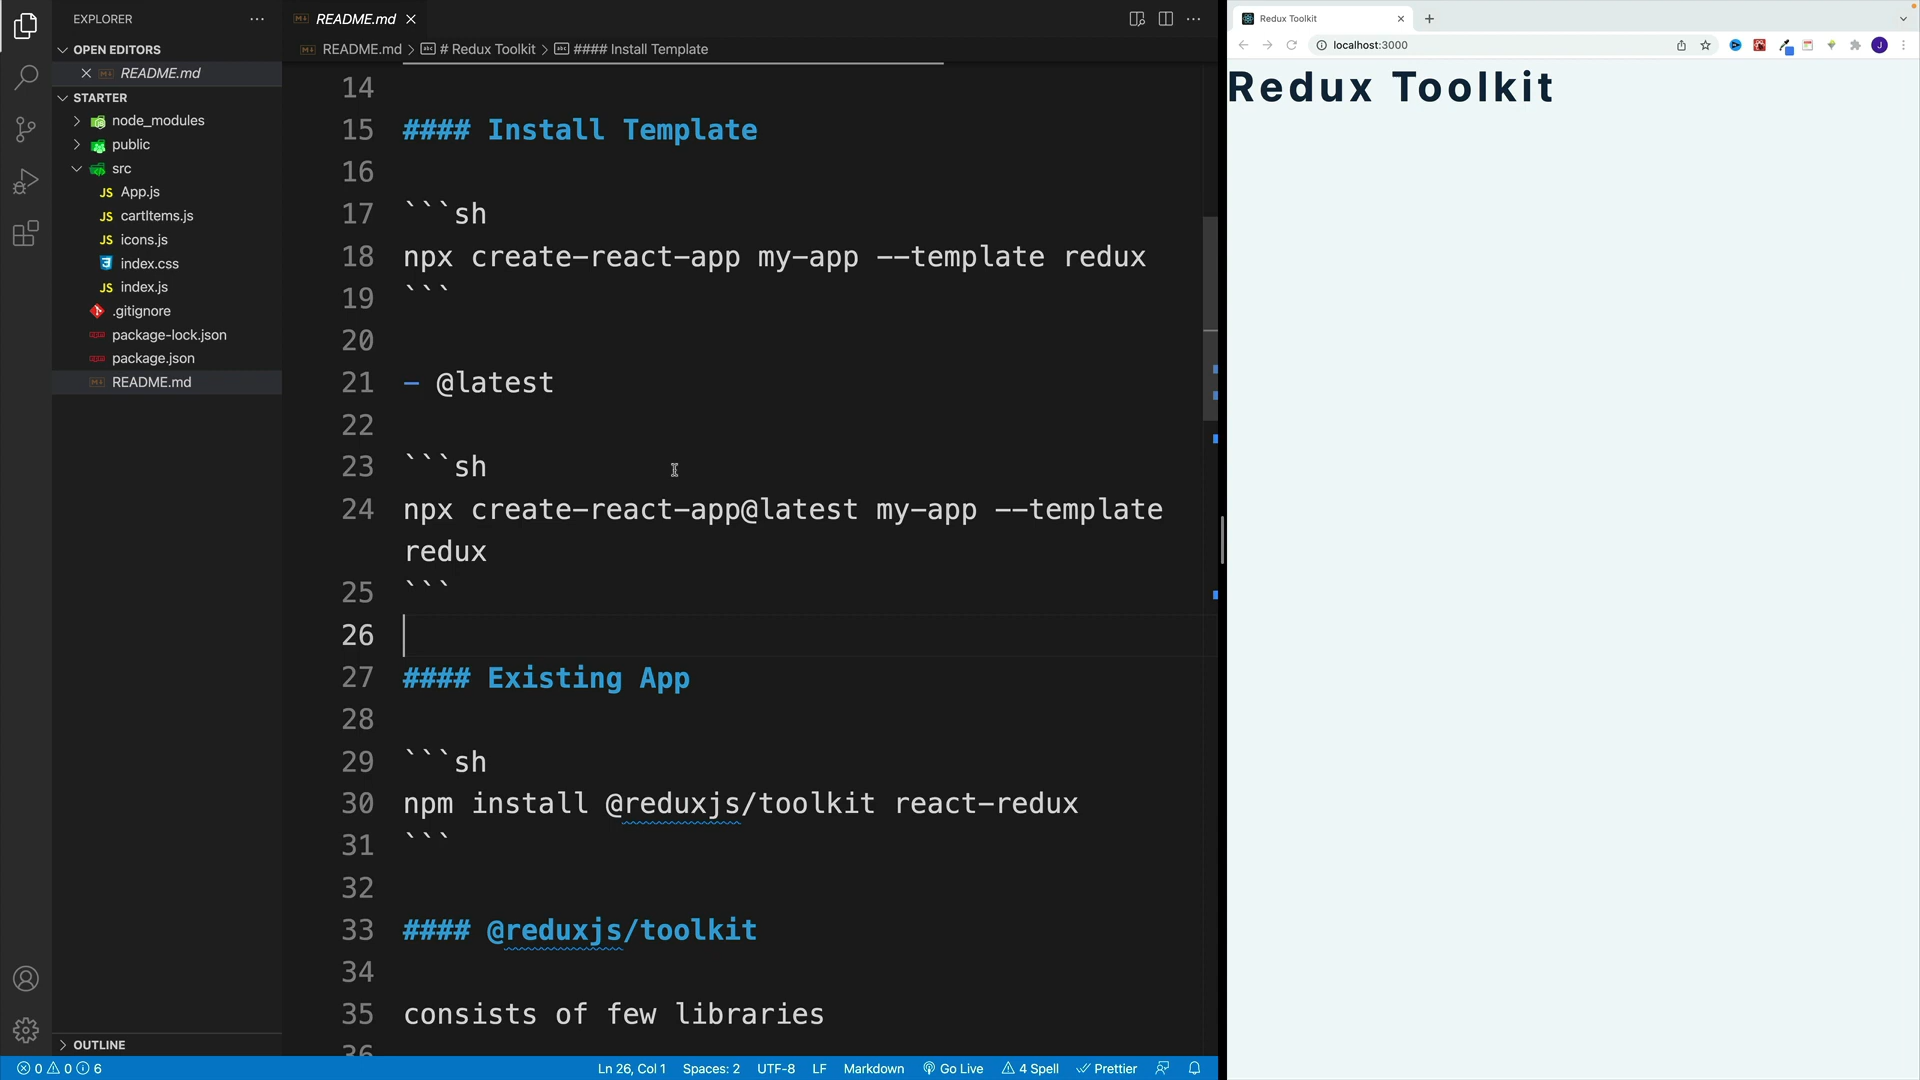 EXPLORER
OPEN EDITORS
README.md
STARTER
node_modules
public
src
JS App.js
JS cartItems.js
JS icons.js
index.css
JS index.js
.gitignore
package-lock.json
package.json
README.md
OUTLINE
README.md
README.md > # Redux Toolkit > #### Install Template
14
15 #### Install Template
16
17 ```sh
18 npx create-react-app my-app --template redux
19 ```
20
21 - @latest
22
23 ```sh
24 npx create-react-app@latest my-app --template
redux
25 ```
26
27 #### Existing App
28
29 ```sh
30 npm install @reduxjs/toolkit react-redux
31 ```
32
33 #### @reduxjs/toolkit
34
35 consists of few libraries
36
0 0 6
Ln 26, Col 1 Spaces: 2 UTF-8 LF Markdown Go Live 4 Spell Prettier
Redux Toolkit
localhost:3000
J
Redux Toolkit